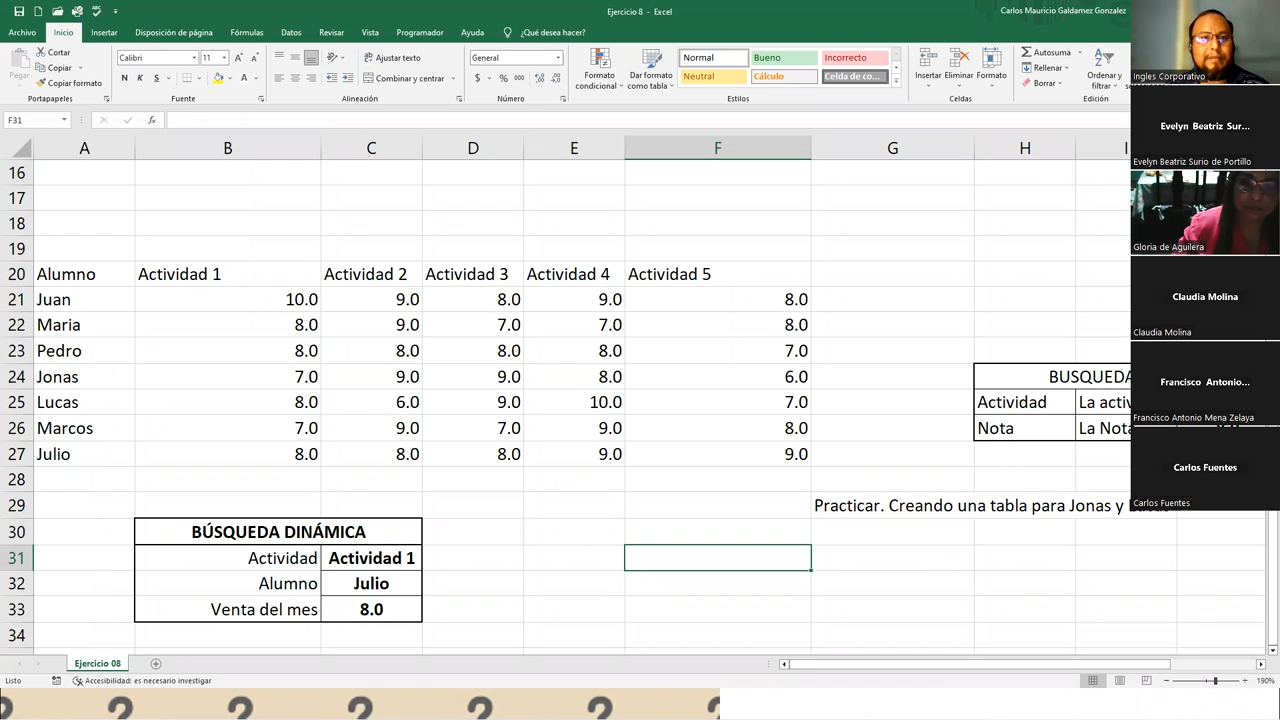 Ejercicio 8 - Excel
Carlos Mauricio Galdamez Gonzalez
Archivo Inicio Insertar Disposición de página Fórmulas Datos Revisar Vista Programador Ayuda ¿Qué desea hacer?
Pegar
Cortar
Copiar
Copiar formato
Portapapeles
Calibri 11
N K S
Fuente
Ajustar texto
Combinar y centrar
Alineación
General
$ % 000
Número
Formato condicional
Dar formato como tabla
Normal Bueno Incorrecto
Neutral Cálculo Celda de co...
Estilos
Insertar Eliminar Formato
Celdas
Autosuma
Rellenar
Borrar
Ordenar y filtrar
Edición
F31
fx
A B C D E F G H I
16
17
18
19
20 Alumno Actividad 1 Actividad 2 Actividad 3 Actividad 4 Actividad 5
21 Juan 10.0 9.0 8.0 9.0 8.0
22 Maria 8.0 9.0 7.0 7.0 8.0
23 Pedro 8.0 8.0 8.0 8.0 7.0
24 Jonas 7.0 9.0 9.0 8.0 6.0 BUSQUEDA
25 Lucas 8.0 6.0 9.0 10.0 7.0 Actividad La activ
26 Marcos 7.0 9.0 7.0 9.0 8.0 Nota La Nota
27 Julio 8.0 8.0 8.0 9.0 9.0
28
29 Practicar. Creando una tabla para Jonas y
30 BÚSQUEDA DINÁMICA
31 Actividad Actividad 1
32 Alumno Julio
33 Venta del mes 8.0
34
Ejercicio 08
Listo Accesibilidad: es necesario investigar 190%
Ingles Corporativo
Evelyn Beatriz Sur...
Evelyn Beatriz Surio de Portillo
Gloria de Aguilera
Claudia Molina
Claudia Molina
Francisco Antonio...
Francisco Antonio Mena Zelaya
Carlos Fuentes
Carlos Fuentes
? ? ? ? ? ?